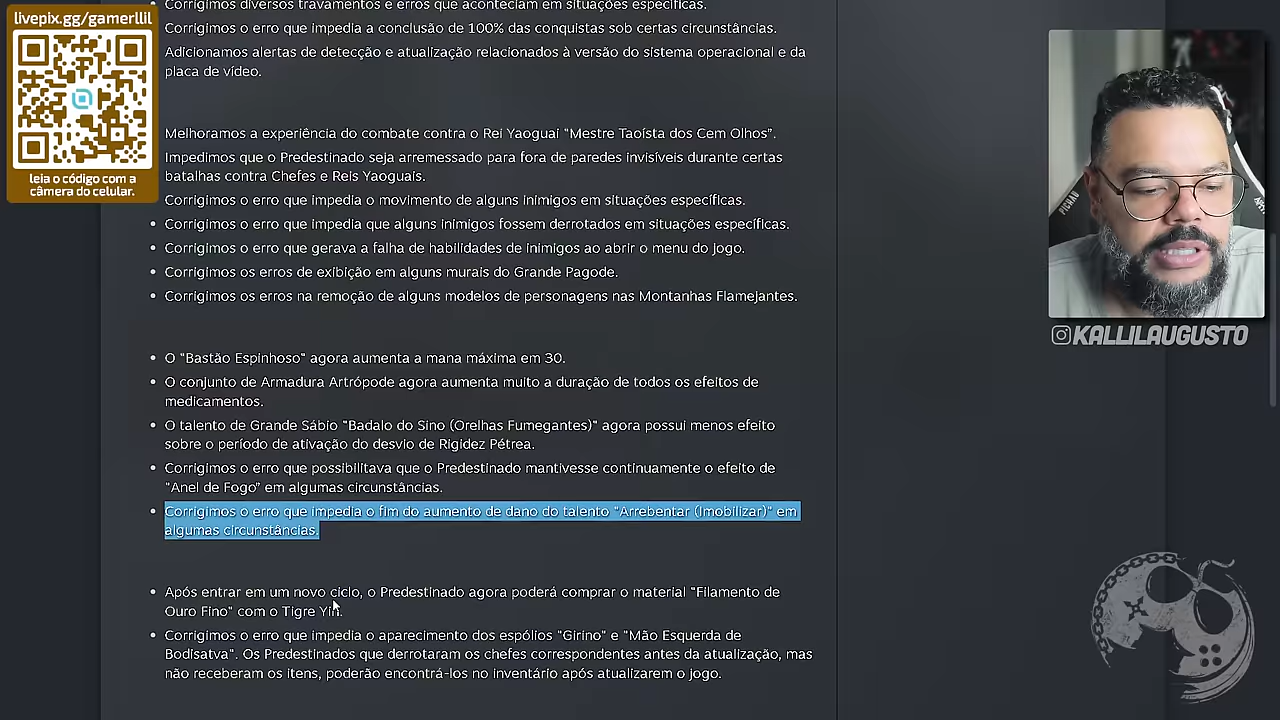 livepix.gg/gamerllll
leia o código com a
câmera do celular.
Corrigimos diversos travamentos e erros que aconteciam em situações específicas.
Corrigimos o erro que impedia a conclusão de 100% das conquistas sob certas circunstâncias.
Adicionamos alertas de detecção e atualização relacionados à versão do sistema operacional e da
placa de vídeo.
Melhoramos a experiência do combate contra o Rei Yaoguai "Mestre Taoísta dos Cem Olhos".
Impedimos que o Predestinado seja arremessado para fora de paredes invisíveis durante certas
batalhas contra Chefes e Reis Yaoguais.
Corrigimos o erro que impedia o movimento de alguns inimigos em situações específicas.
• Corrigimos o erro que impedia que alguns inimigos fossem derrotados em situações específicas.
• Corrigimos o erro que gerava a falha de habilidades de inimigos ao abrir o menu do jogo.
• Corrigimos os erros de exibição em alguns murais do Grande Pagode.
• Corrigimos os erros na remoção de alguns modelos de personagens nas Montanhas Flamejantes.
• O "Bastão Espinhoso" agora aumenta a mana máxima em 30.
• O conjunto de Armadura Artrópode agora aumenta muito a duração de todos os efeitos de
medicamentos.
• O talento de Grande Sábio "Badalo do Sino (Orelhas Fumegantes)" agora possui menos efeito
sobre o período de ativação do desvio de Rigidez Pétrea.
• Corrigimos o erro que possibilitava que o Predestinado mantivesse continuamente o efeito de
"Anel de Fogo" em algumas circunstâncias.
• Corrigimos o erro que impedia o fim do aumento de dano do talento "Arrebentar (Imobilizar)" em
algumas circunstâncias.
• Após entrar em um novo ciclo, o Predestinado agora poderá comprar o material "Filamento de
Ouro Fino" com o Tigre Yin.
• Corrigimos o erro que impedia o aparecimento dos espólios "Girino" e "Mão Esquerda de
Bodisatva". Os Predestinados que derrotaram os chefes correspondentes antes da atualização, mas
não receberam os itens, poderão encontrá-los no inventário após atualizarem o jogo.
PICHAU
KALLILAUGUSTO